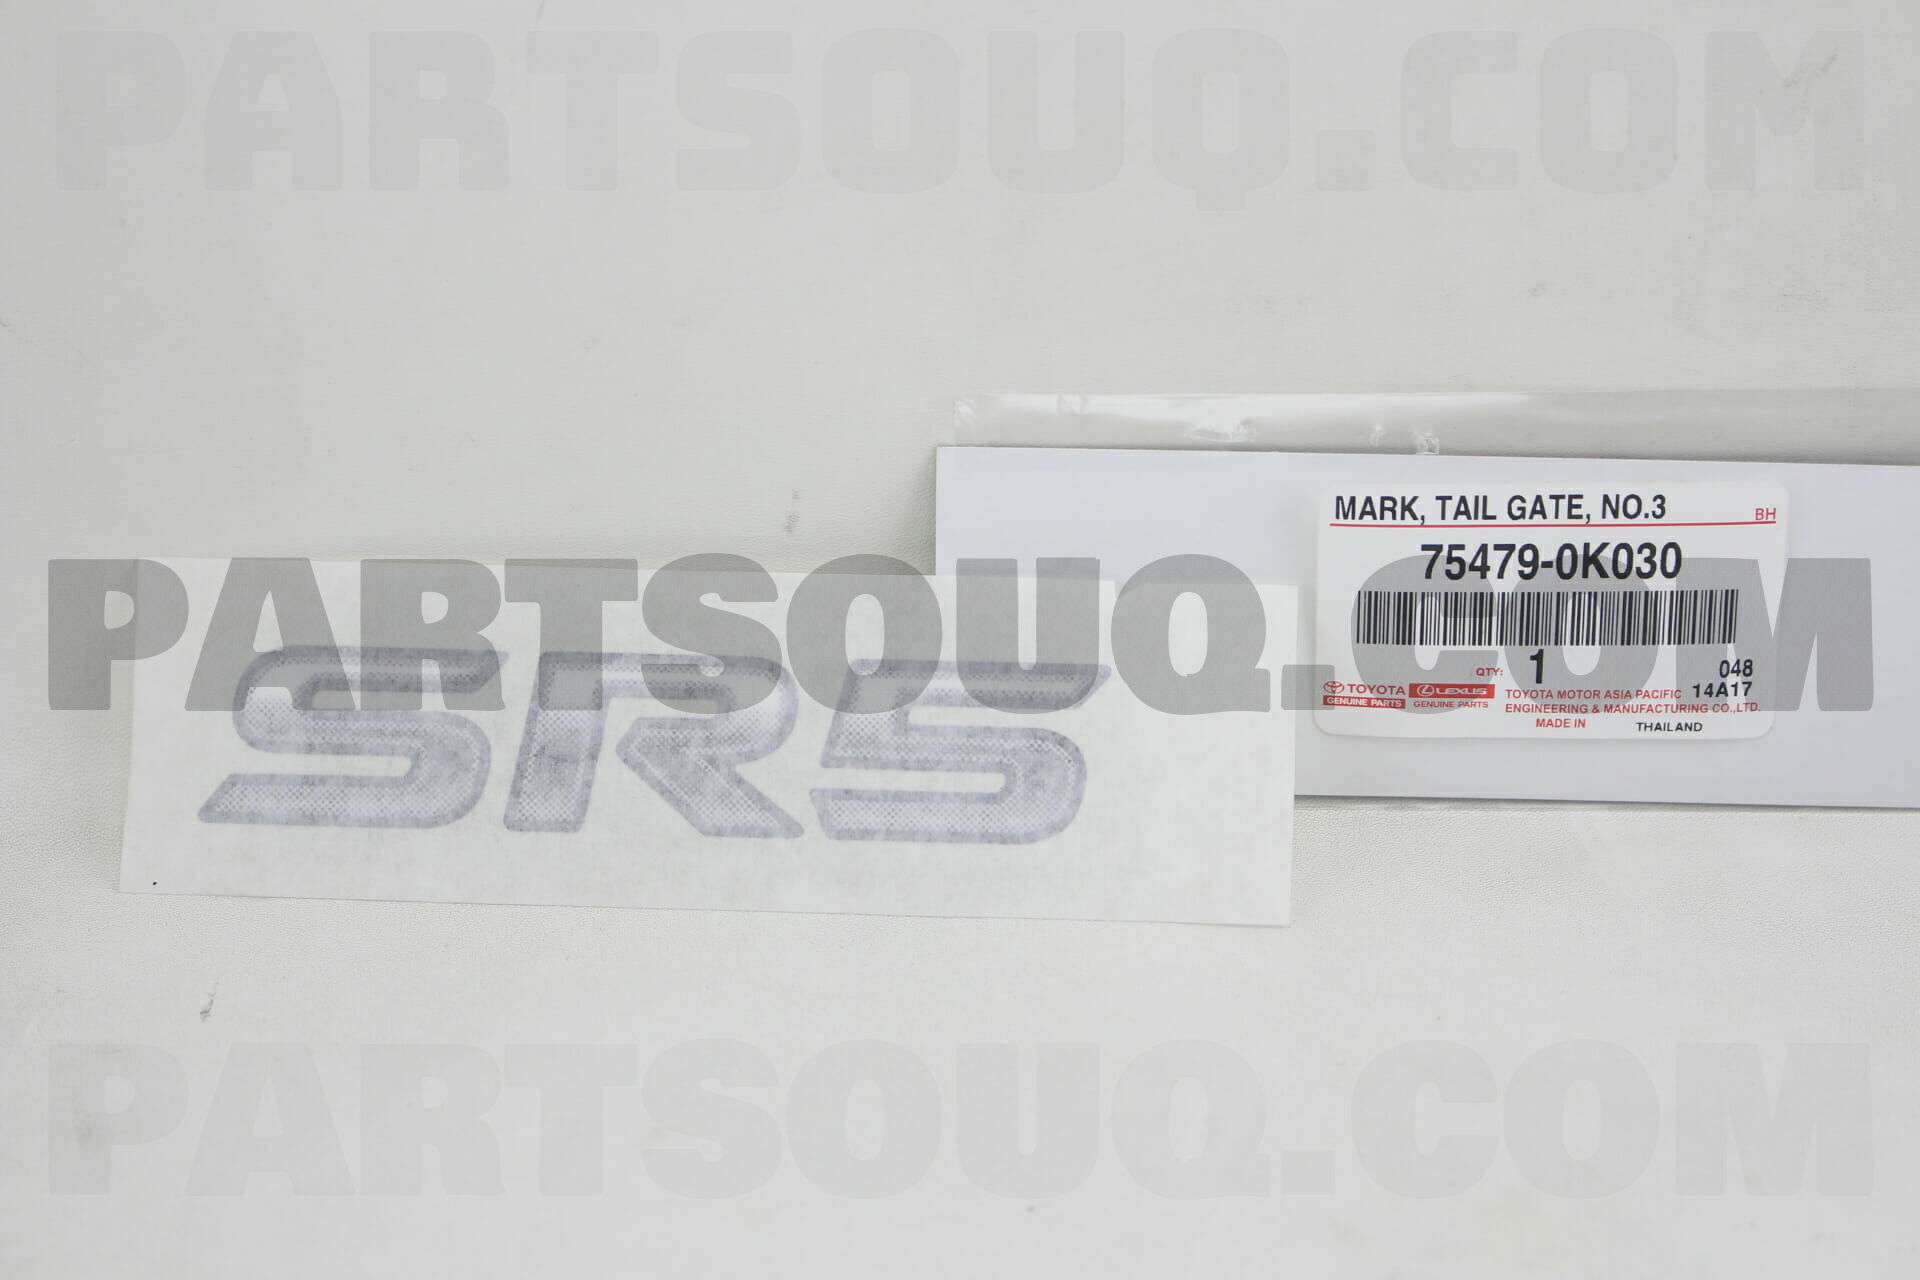 PARTSOUQ.COM
MARK, TAIL GATE, NO.3
BH
75479-0K030
PARTSOUQ.COM
SR5
QTY: 1
048
TOYOTA LEXUS
GENUINE PARTS GENUINE PARTS
TOYOTA MOTOR ASIA PACIFIC 14A17
ENGINEERING & MANUFACTURING CO.,LTD.
MADE IN THAILAND
PARTSOUQ.COM